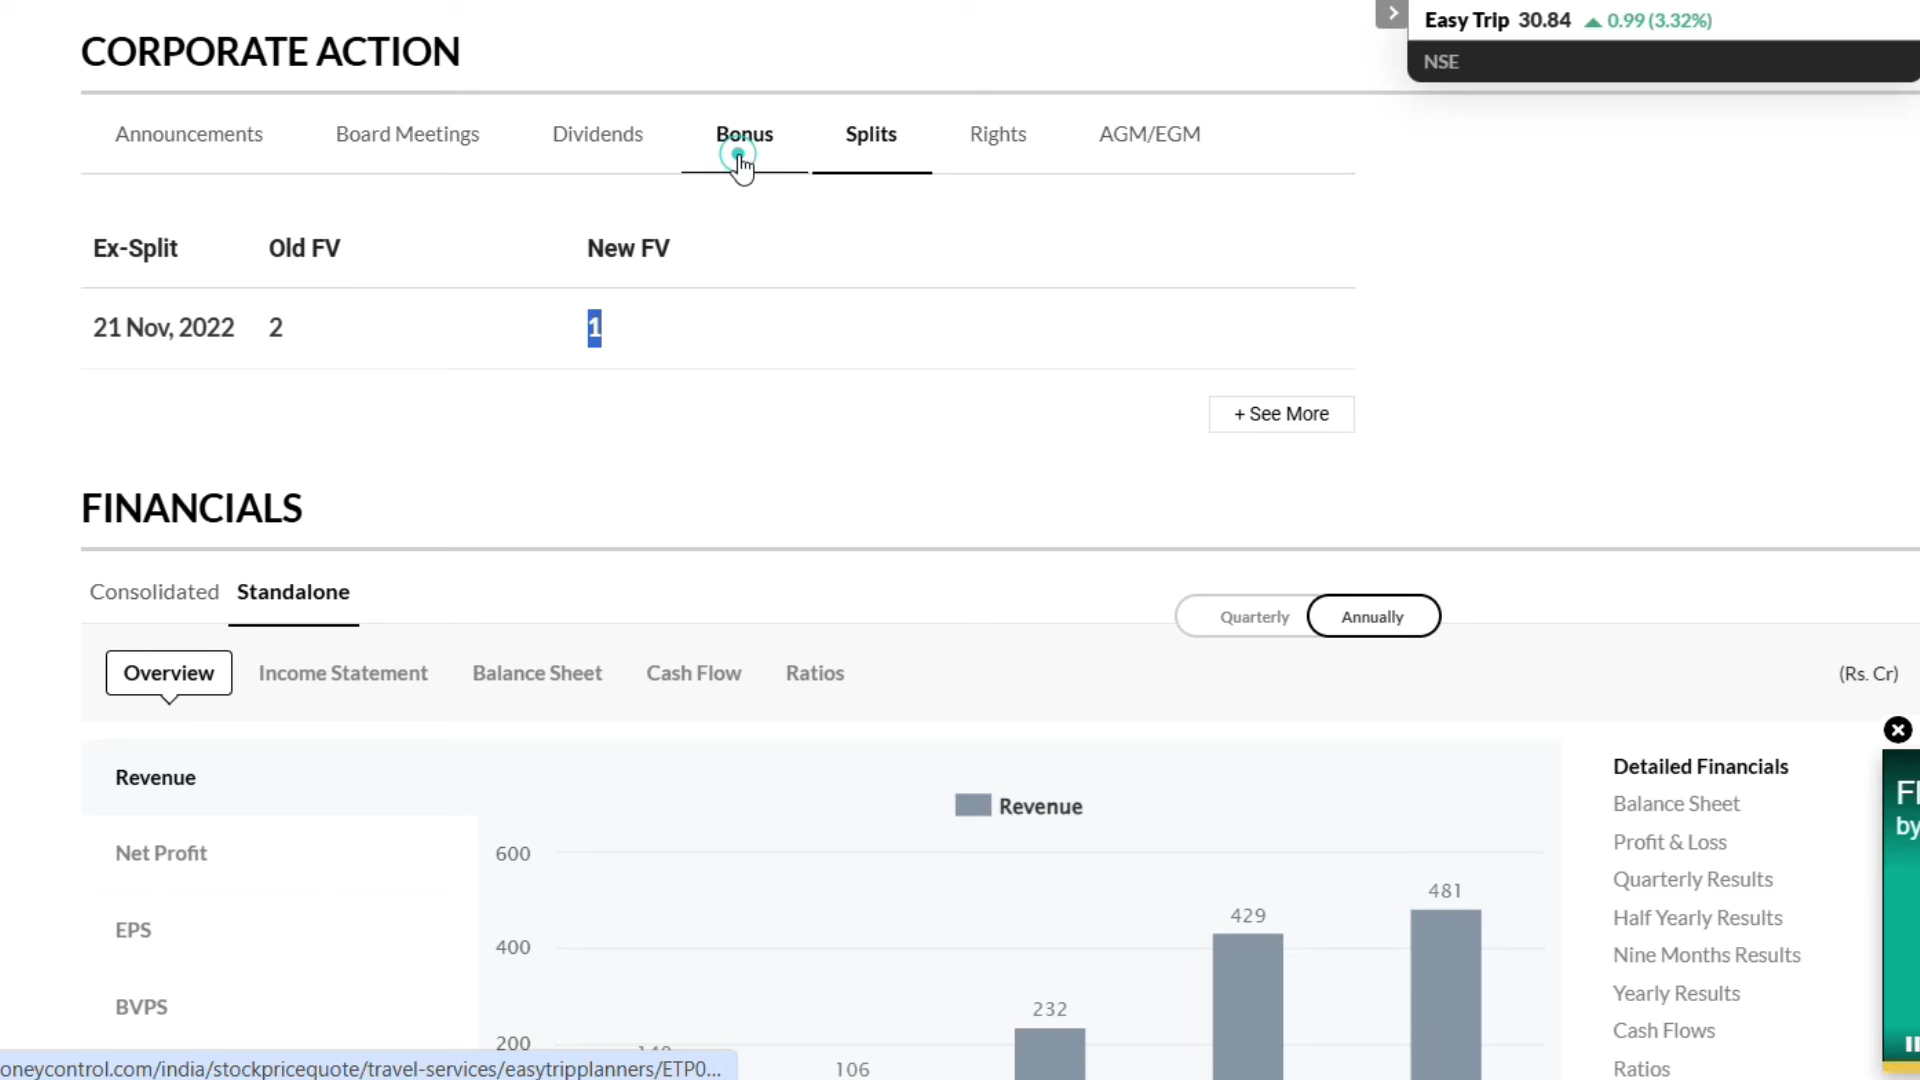 Easy Trip 30.84 ▲ 0.99 (3.32%)
NSE
CORPORATE ACTION
Announcements Board Meetings Dividends Bonus Splits Rights AGM/EGM
Ex-Split Old FV New FV
21 Nov, 2022 2 1
+ See More
FINANCIALS
Consolidated Standalone
Quarterly Annually
Overview Income Statement Balance Sheet Cash Flow Ratios
(Rs. Cr)
Revenue
Net Profit
EPS
BVPS
Revenue
600
400
200
106
232
429
481
Detailed Financials
Balance Sheet
Profit & Loss
Quarterly Results
Half Yearly Results
Nine Months Results
Yearly Results
Cash Flows
Ratios
by
oneycontrol.com/india/stockpricequote/travel-services/easytripplanners/ETP0...